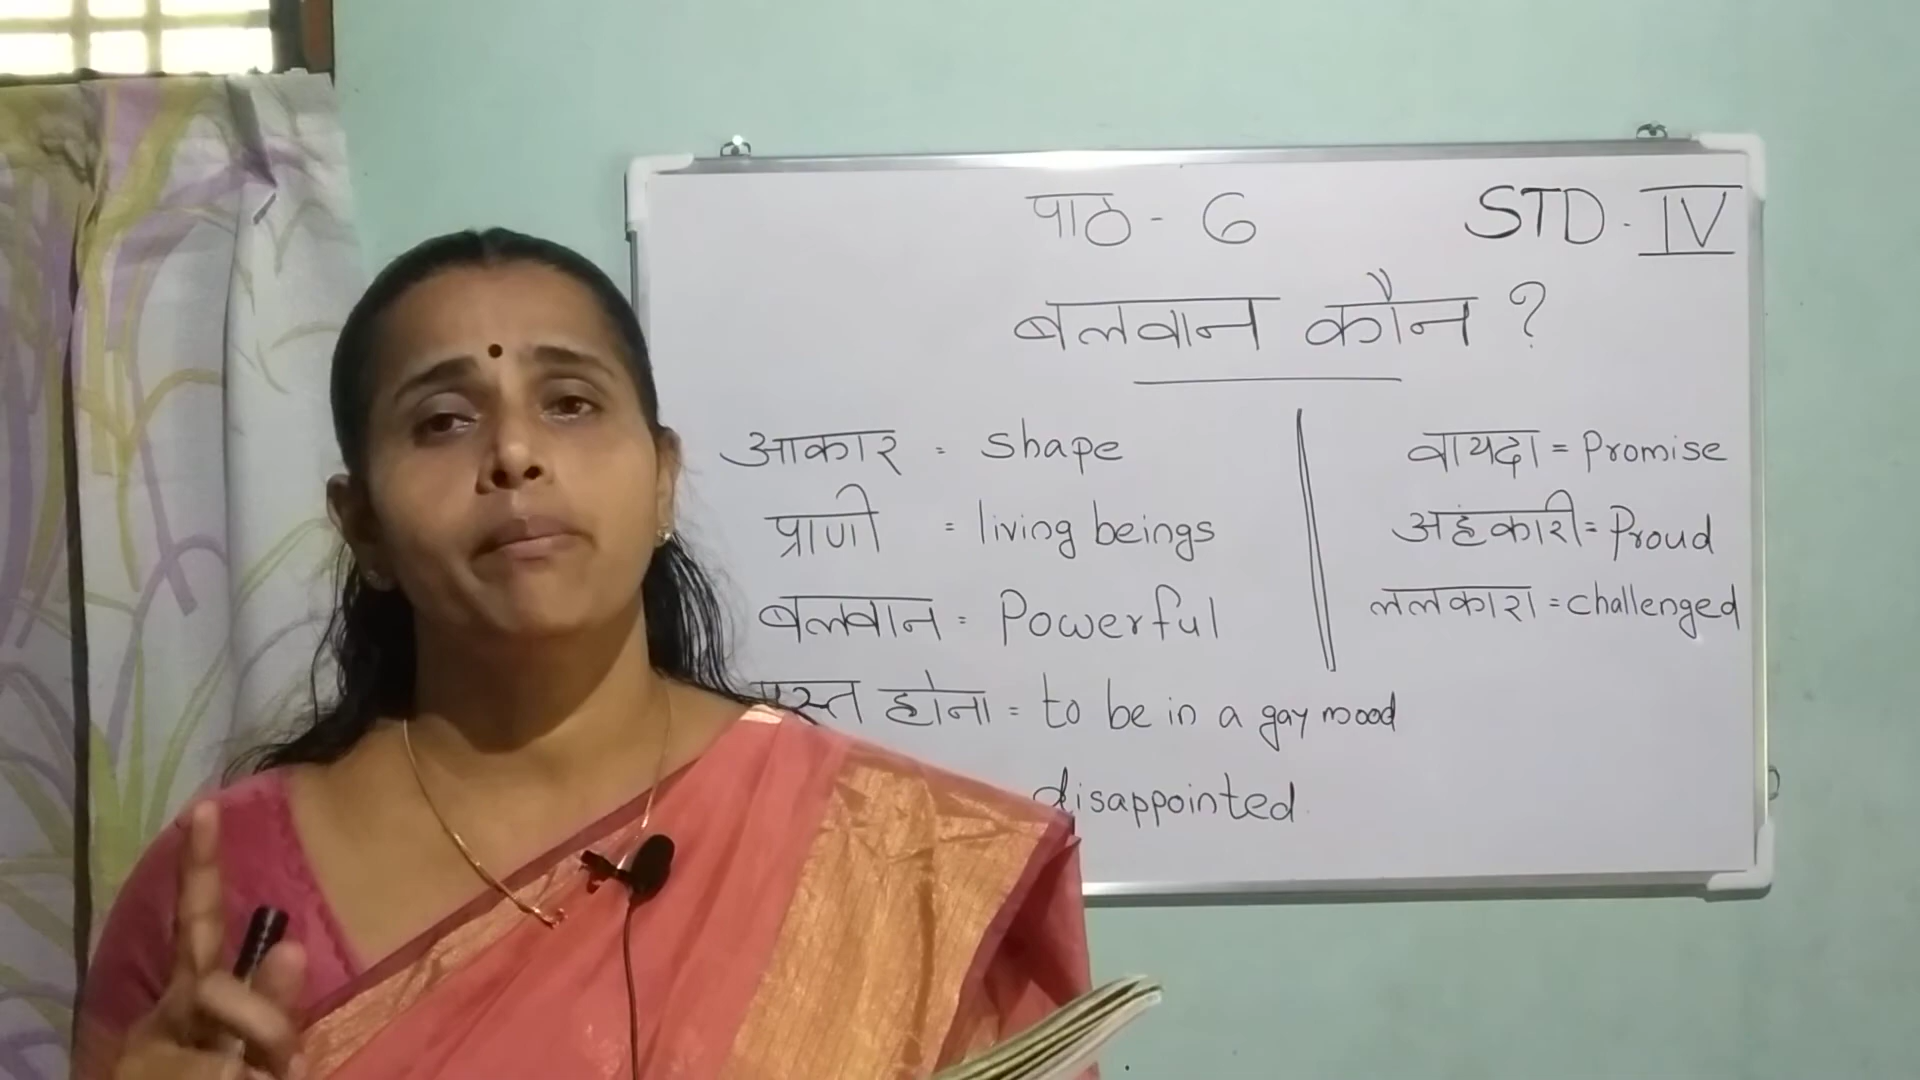 पाठ - 6
STD - IV
बलवान कौन ?
आकार = shape
प्राणी = living beings
बलवान = Powerful
होना = to be in a gay mood
disappointed
वायदा = Promise
अहंकारी = Proud
ललकारा = challenged